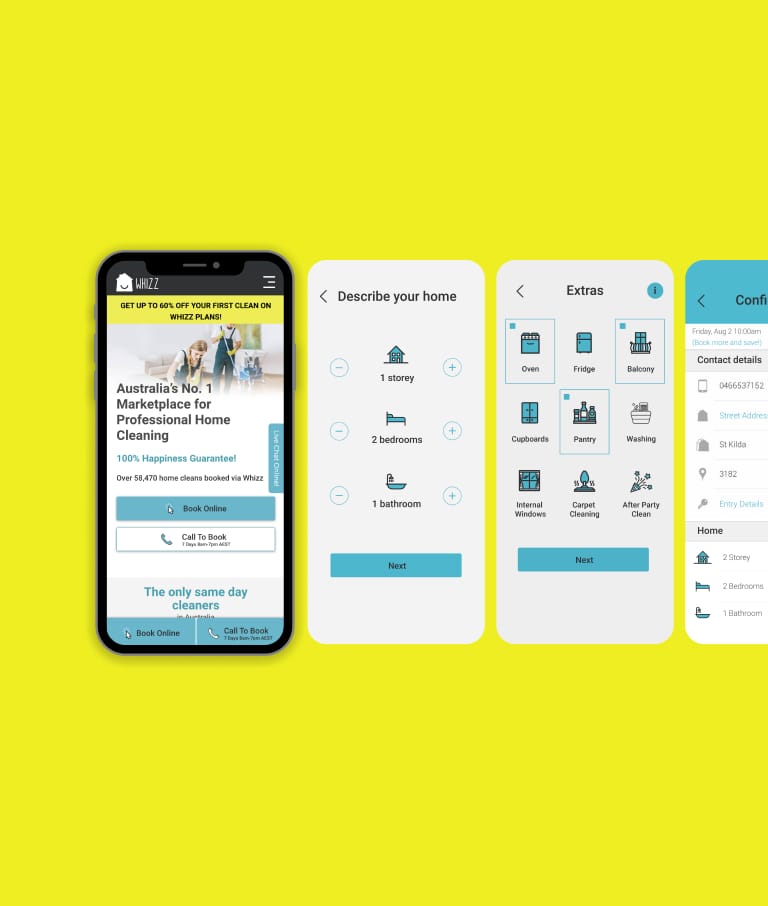 WHIZZ
GET UP TO 60% OFF YOUR FIRST CLEAN ON
WHIZZ PLANS!
Australia's No. 1
Marketplace for
Professional Home
Cleaning
100% Happiness Guarantee!
Over 58,470 home cleans booked via Whizz
Live Chat Online!
Book Online
Call To Book
7 Days 8am-7pm AEST
The only same day
cleaners
in Australia
Book Online
Call To Book
7 Days 8am-7pm AEST
Describe your home
1 storey
2 bedrooms
1 bathroom
Next
Extras
i
Oven
Fridge
Balcony
Cupboards
Pantry
Washing
Internal
Windows
Carpet
Cleaning
After Party
Clean
Next
Confi
Friday, Aug 2 10:00am
(Book more and save!)
Contact details
0466537152
Street Addres
St Kilda
3182
Entry Details
Home
2 Storey
2 Bedrooms
1 Bathroom